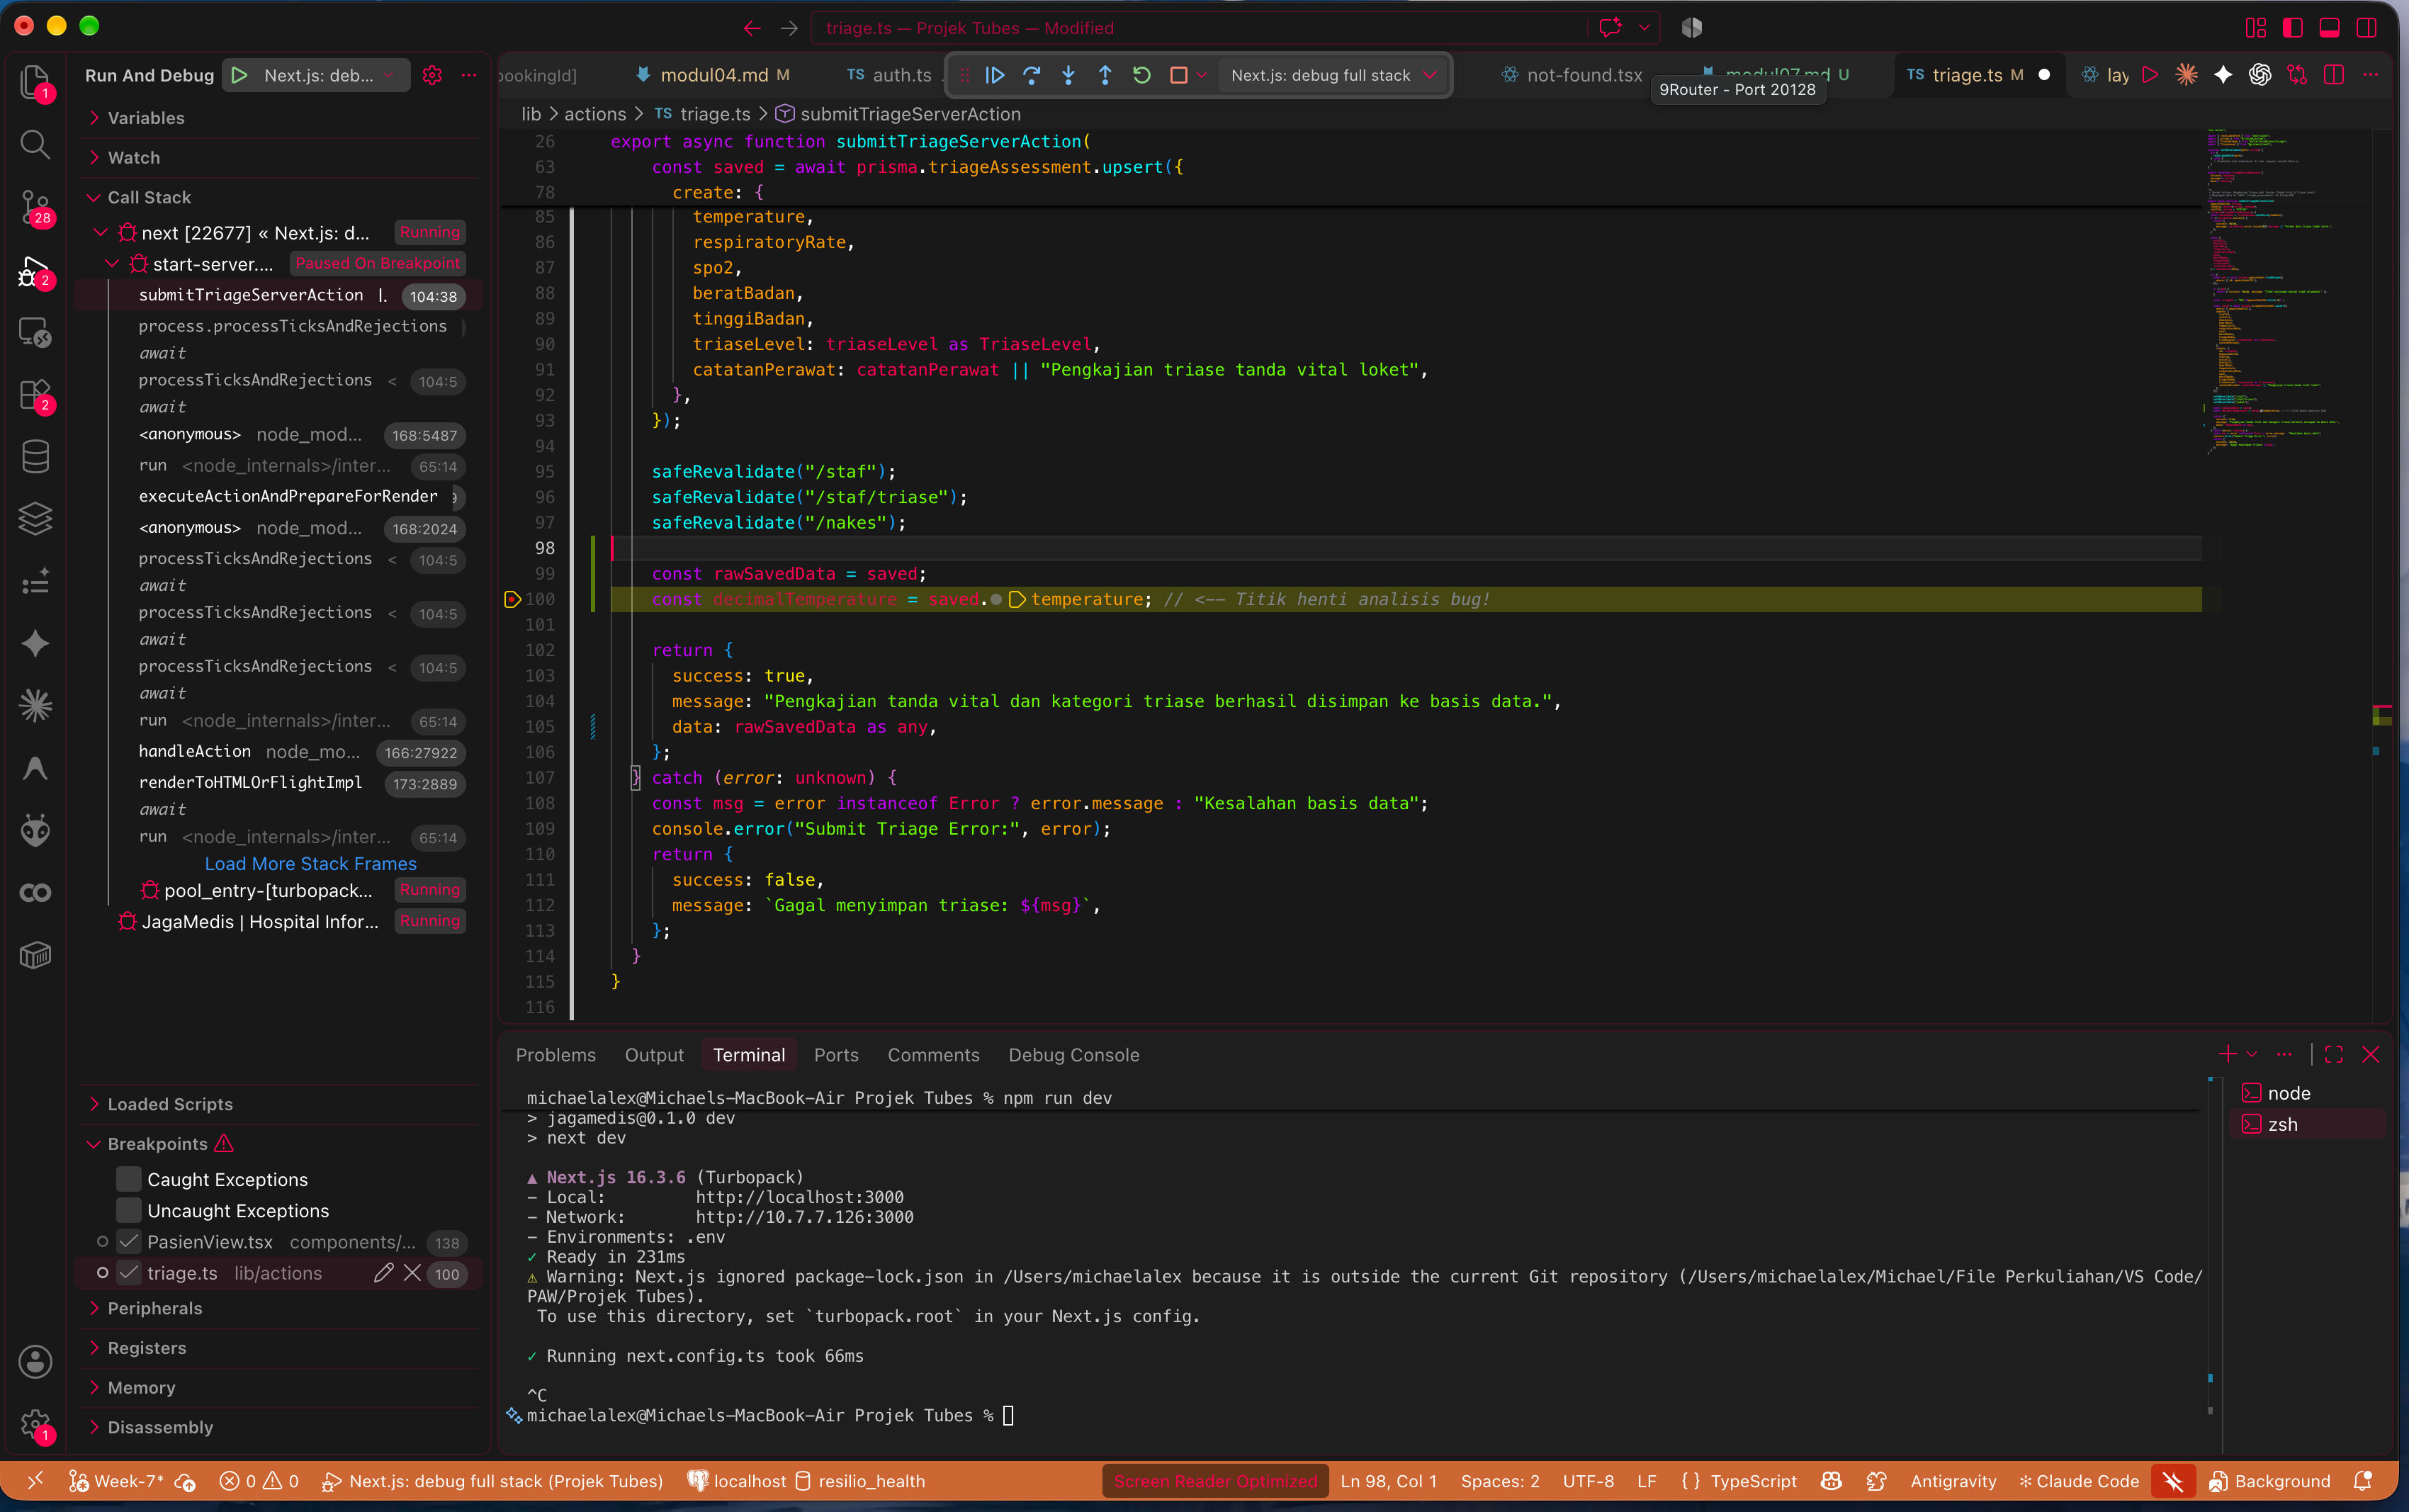 triage.ts — Projek Tubes — Modified
Run And Debug
Next.js: deb...
Variables
Watch
Call Stack
next [22677] « Next.js: d...
Running
start-server....
Paused On Breakpoint
submitTriageServerAction
104:38
process.processTicksAndRejections
await
processTicksAndRejections <
104:5
await
<anonymous> node_mod...
168:5487
run <node_internals>/inter...
65:14
executeActionAndPrepareForRender
<anonymous> node_mod...
168:2024
processTicksAndRejections <
104:5
await
processTicksAndRejections <
104:5
await
processTicksAndRejections <
104:5
await
run <node_internals>/inter...
65:14
handleAction node_mo...
166:27922
renderToHTMLOrFlightImpl
173:2889
await
run <node_internals>/inter...
65:14
Load More Stack Frames
pool_entry-[turbopack...
Running
JagaMedis | Hospital Infor...
Running
Loaded Scripts
Breakpoints
Caught Exceptions
Uncaught Exceptions
PasienView.tsx components/...
138
triage.ts lib/actions
100
Peripherals
Registers
Memory
Disassembly
1
28
2
2
1
ookingId]
modul04.md M
TS auth.ts
Next.js: debug full stack
not-found.tsx
modul07.md U
TS triage.ts M
lay
9Router - Port 20128
lib > actions > TS triage.ts > submitTriageServerAction
26 export async function submitTriageServerAction(
63 const saved = await prisma.triageAssessment.upsert({
78 create: {
85 temperature,
86 respiratoryRate,
87 spo2,
88 beratBadan,
89 tinggiBadan,
90 triaseLevel: triaseLevel as TriaseLevel,
91 catatanPerawat: catatanPerawat || "Pengkajian triase tanda vital loket",
92 },
93 });
94
95 safeRevalidate("/staf");
96 safeRevalidate("/staf/triase");
97 safeRevalidate("/nakes");
98
99 const rawSavedData = saved;
100 const decimalTemperature = saved.temperature; // <-- Titik henti analisis bug!
101
102 return {
103 success: true,
104 message: "Pengkajian tanda vital dan kategori triase berhasil disimpan ke basis data.",
105 data: rawSavedData as any,
106 };
107 } catch (error: unknown) {
108 const msg = error instanceof Error ? error.message : "Kesalahan basis data";
109 console.error("Submit Triage Error:", error);
110 return {
111 success: false,
112 message: `Gagal menyimpan triase: ${msg}`,
113 };
114 }
115 }
116
Problems Output Terminal Ports Comments Debug Console
michaelalex@Michaels-MacBook-Air Projek Tubes % npm run dev
> jagamedis@0.1.0 dev
> next dev
▲ Next.js 16.3.6 (Turbopack)
- Local: http://localhost:3000
- Network: http://10.7.7.126:3000
- Environments: .env
✓ Ready in 231ms
⚠ Warning: Next.js ignored package-lock.json in /Users/michaelalex because it is outside the current Git repository (/Users/michaelalex/Michael/File Perkuliahan/VS Code/
PAW/Projek Tubes).
To use this directory, set `turbopack.root` in your Next.js config.
✓ Running next.config.ts took 66ms
^C
michaelalex@Michaels-MacBook-Air Projek Tubes %
node
zsh
Week-7* 0 0 Next.js: debug full stack (Projek Tubes) localhost resilio_health Screen Reader Optimized Ln 98, Col 1 Spaces: 2 UTF-8 LF { } TypeScript Antigravity Claude Code Background